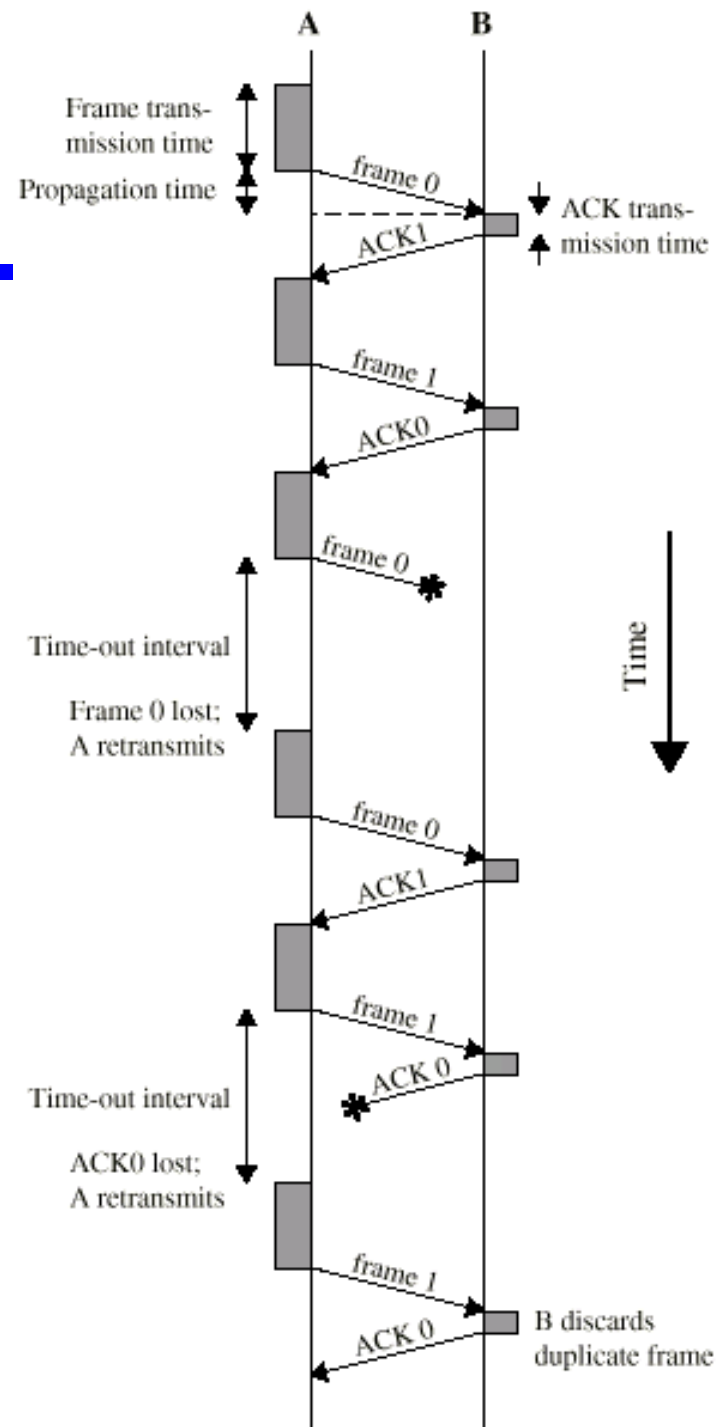 A
B
Frame trans-
mission time
frame 0
Propagation time
ACK trans-
mission time
ACK1
frame 1
ACK0
frame 0
Time-out interval
Time
Frame 0 lost;
A retransmits
frame 0
ACK1
frame 1
ACK 0
Time-out interval
ACK0 lost;
A retransmits
frame 1
ACK 0
B discards
duplicate frame